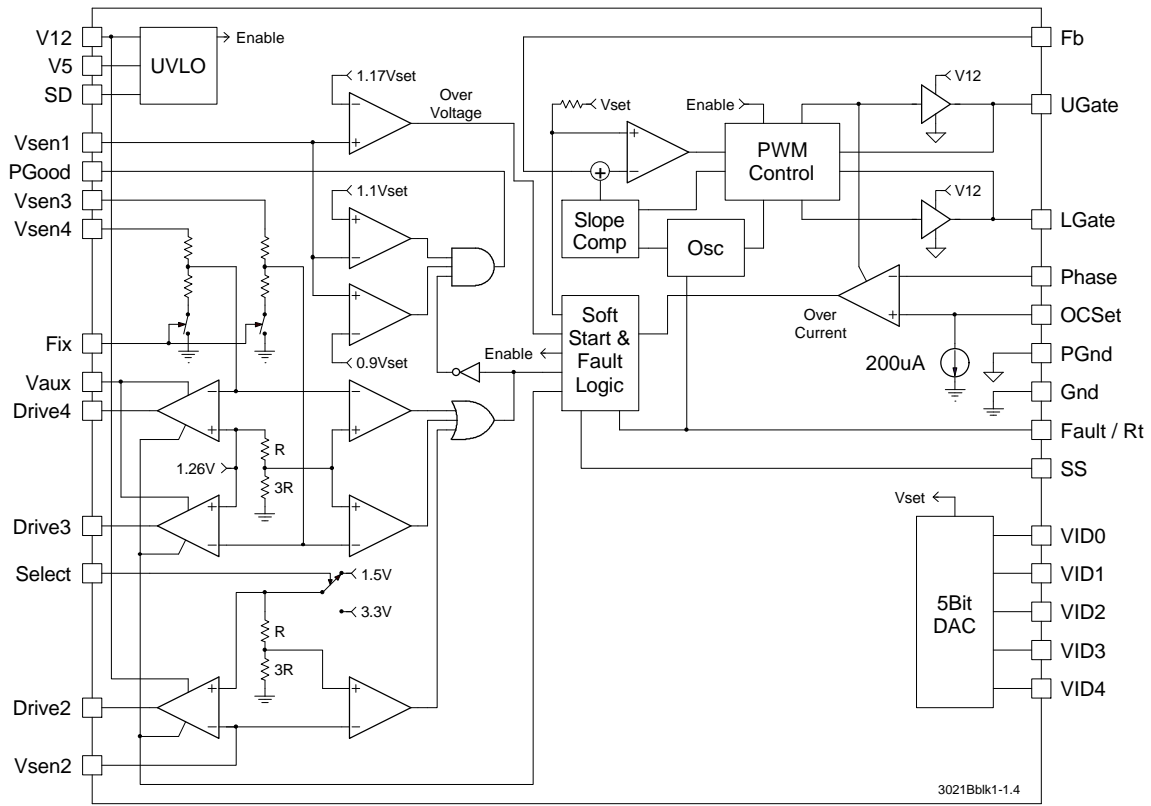 V12
V5
SD
Vsen1
PGood
Vsen3
Vsen4
Fix
Vaux
Drive4
Drive3
Select
Drive2
Vsen2
UVLO
Enable
1.17Vset
−
+
Over
Voltage
1.1Vset
+
−
+
−
0.9Vset
Enable
−
+
R
1.26V
3R
−
+
+
−
+
−
1.5V
3.3V
R
3R
+
−
+
−
Vset
+
−
+
Slope
Comp
Osc
Enable
PWM
Control
V12
V12
Soft
Start &
Fault
Logic
Over
Current
−
+
200uA
Vset
5Bit
DAC
Fb
UGate
LGate
Phase
OCSet
PGnd
Gnd
Fault / Rt
SS
VID0
VID1
VID2
VID3
VID4
3021Bblk1-1.4